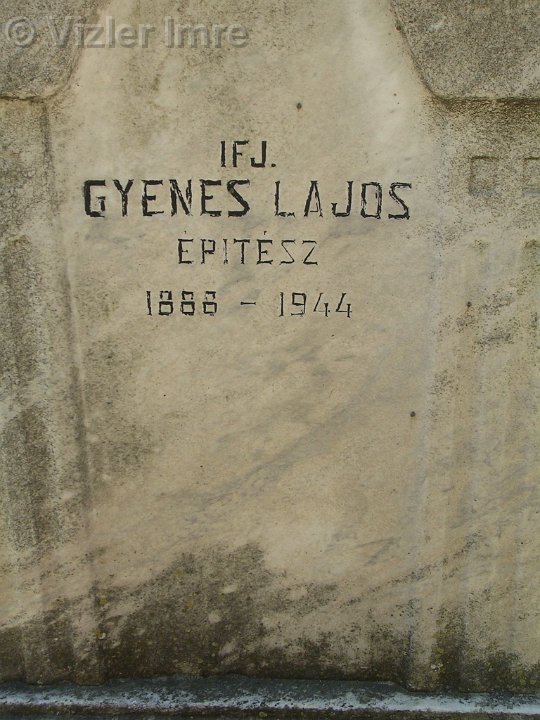 © Vizler Imre
IFJ.
GYENES LAJOS
ÉPITÉSZ
1888 - 1944